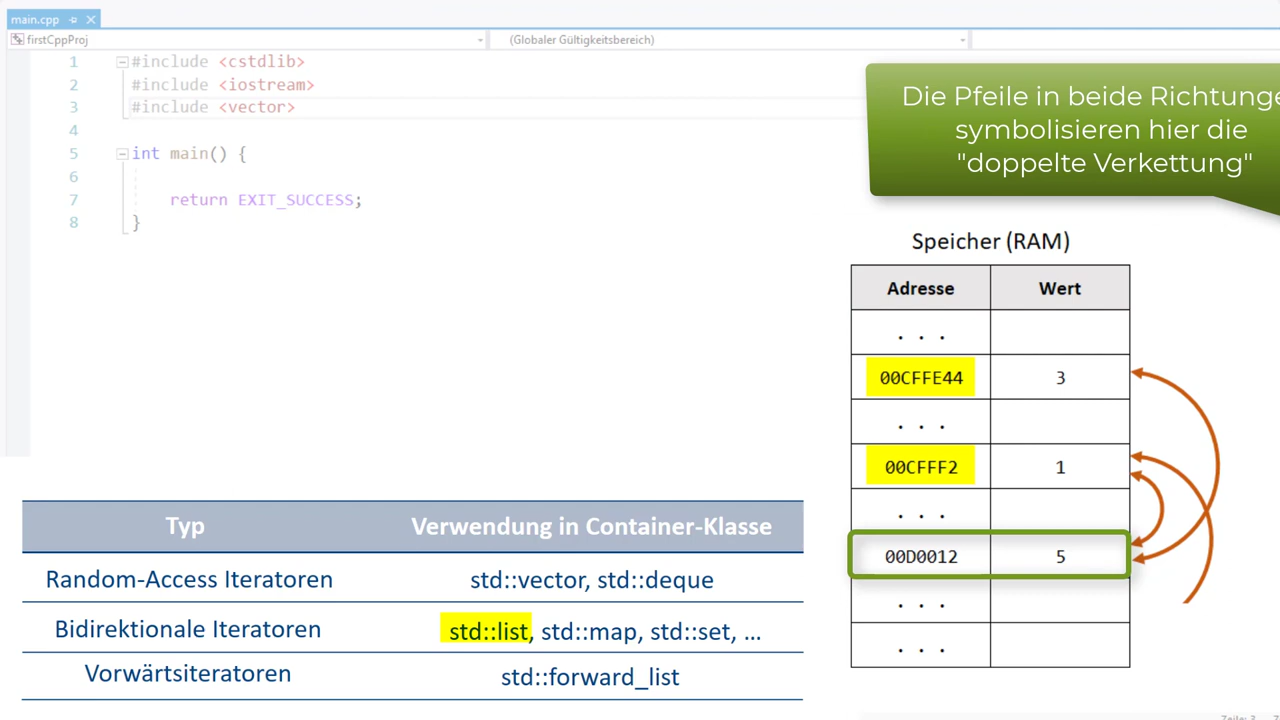 main.cpp
firstCppProj (Globaler Gültigkeitsbereich)
1 #include <cstdlib>
2 #include <iostream>
3 #include <vector>
4
5 int main() {
6
7 return EXIT_SUCCESS;
8 }
Die Pfeile in beide Richtunge
symbolisieren hier die
"doppelte Verkettung"
Speicher (RAM)
Adresse Wert
. . .
00CFFE44 3
. . .
00CFFF2 1
. . .
00D0012 5
. . .
. . .
Typ Verwendung in Container-Klasse
Random-Access Iteratoren std::vector, std::deque
Bidirektionale Iteratoren std::list, std::map, std::set, ...
Vorwärtsiteratoren std::forward_list